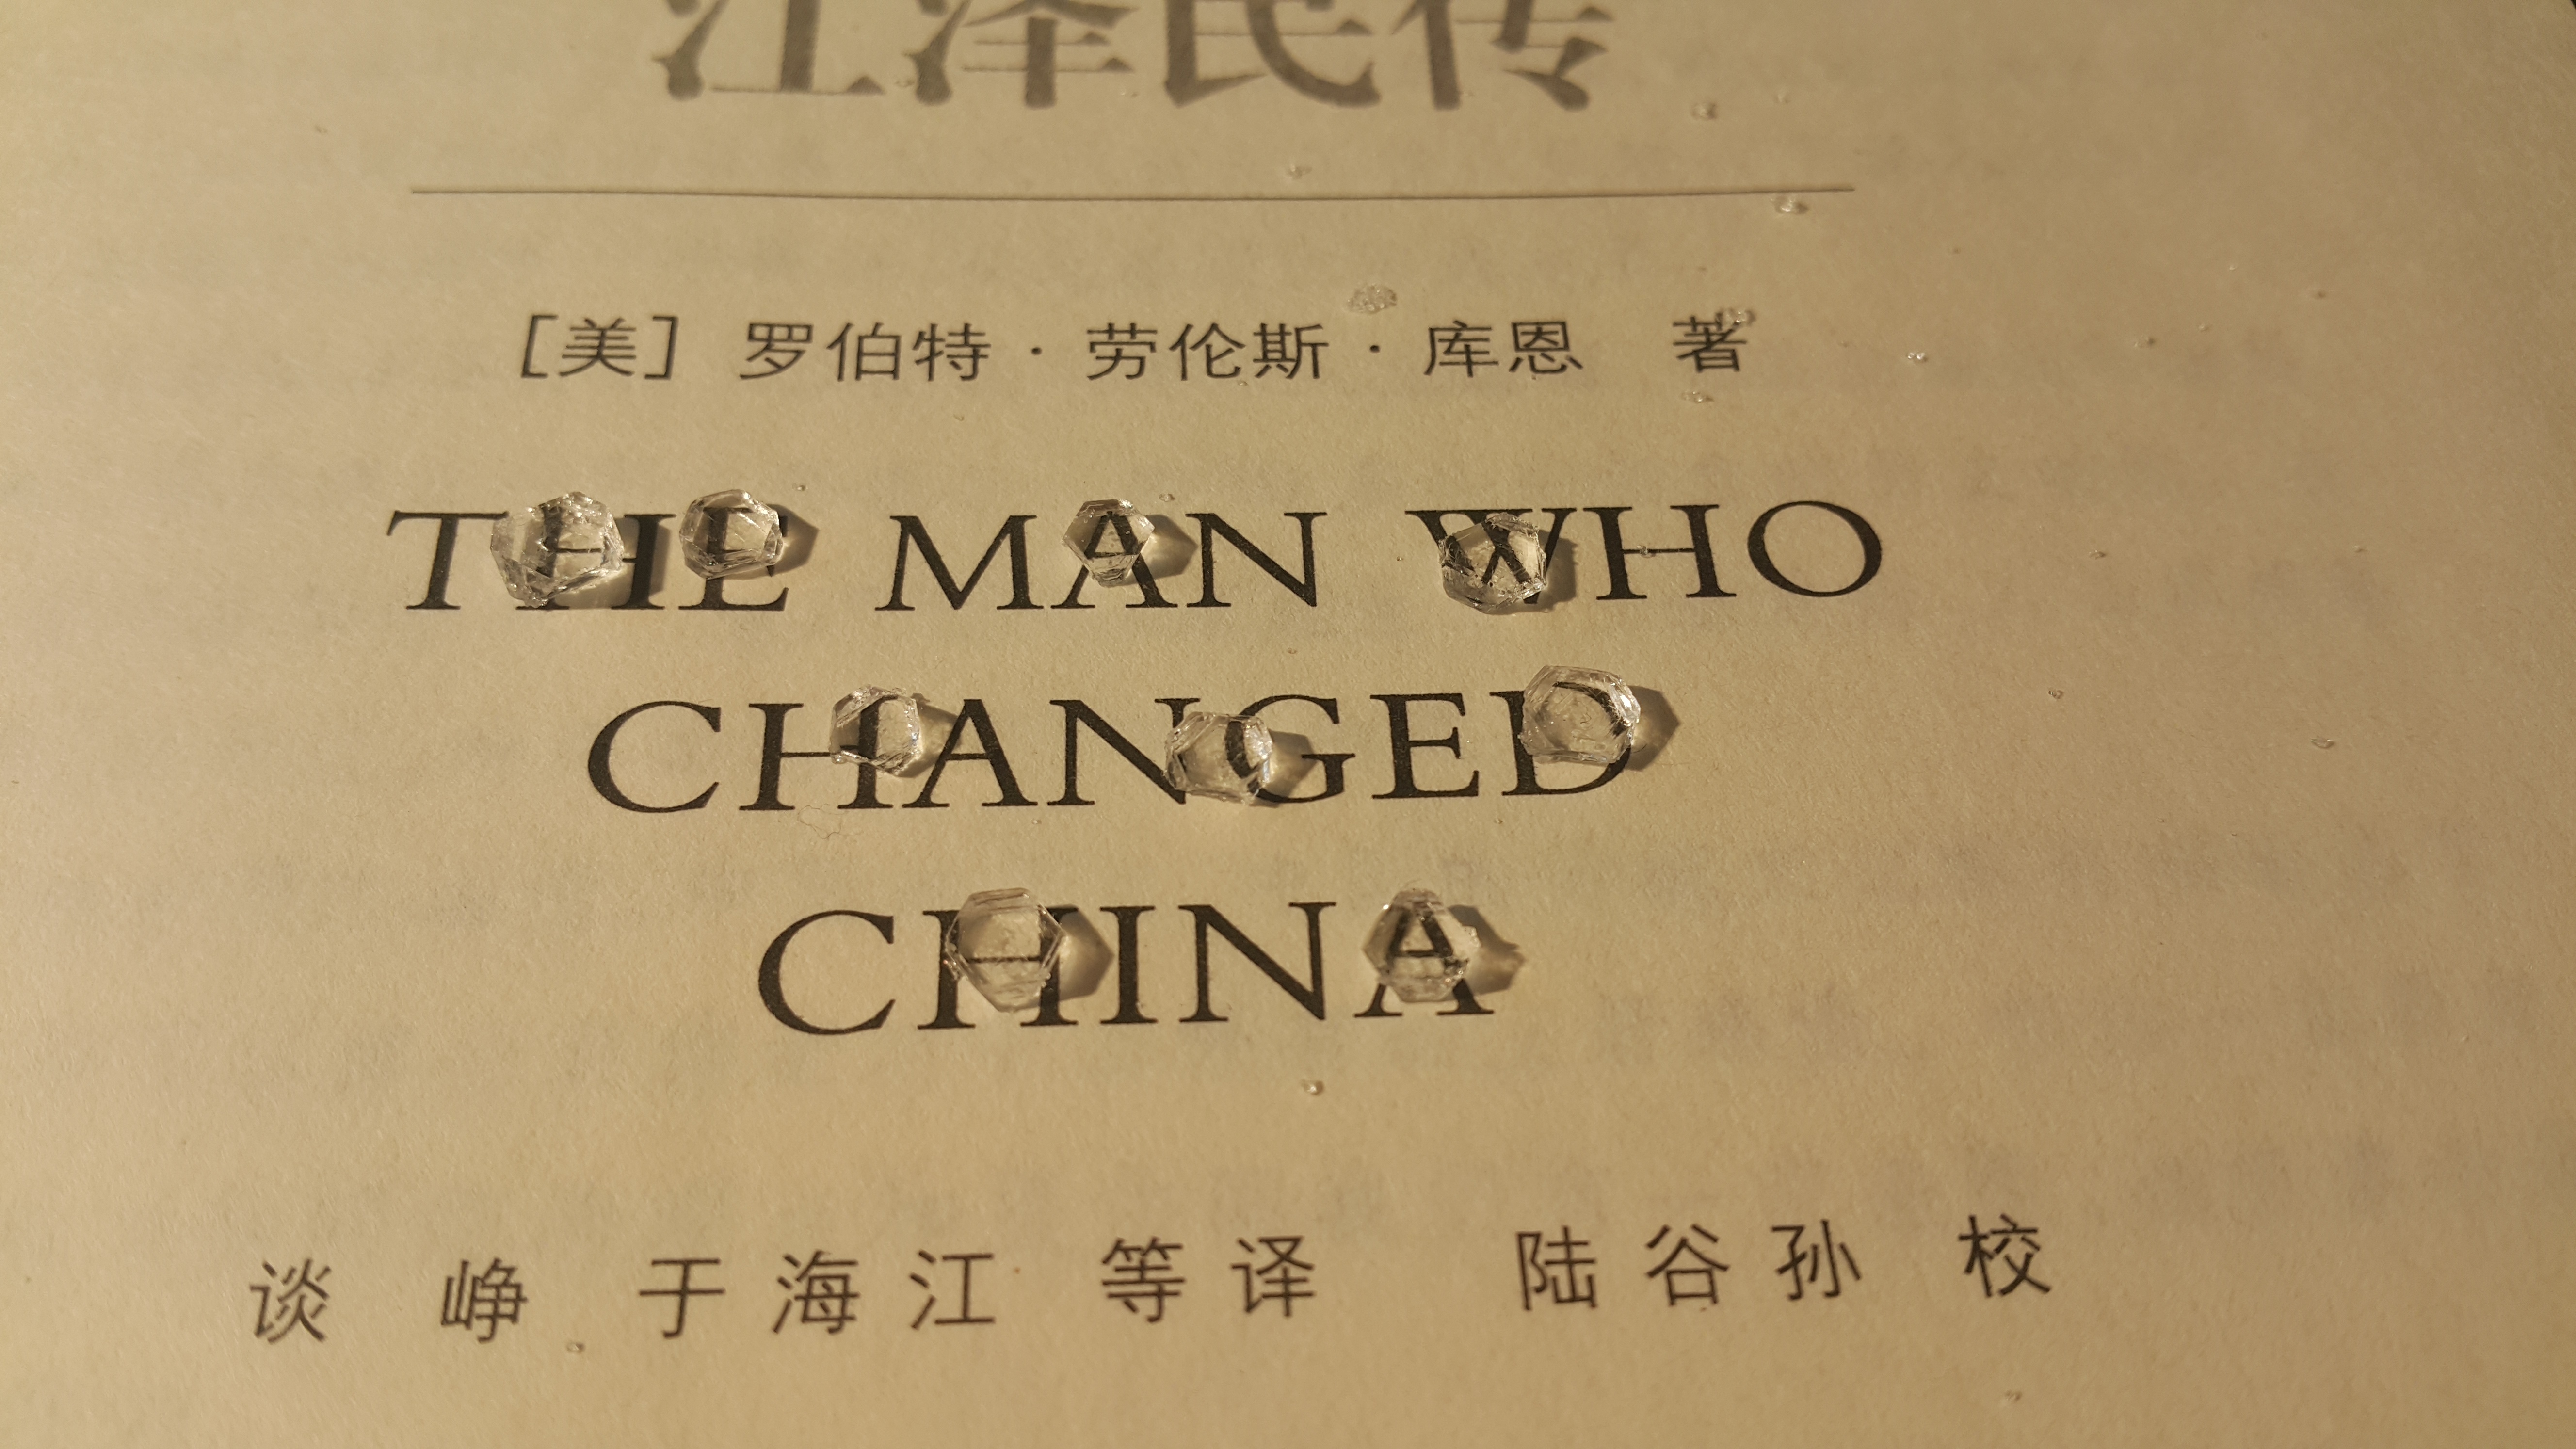 江泽民传
[美] 罗伯特·劳伦斯·库恩 著
THE MAN WHO
CHANGED
CHINA
谈 峥 于海江 等译 陆谷孙 校